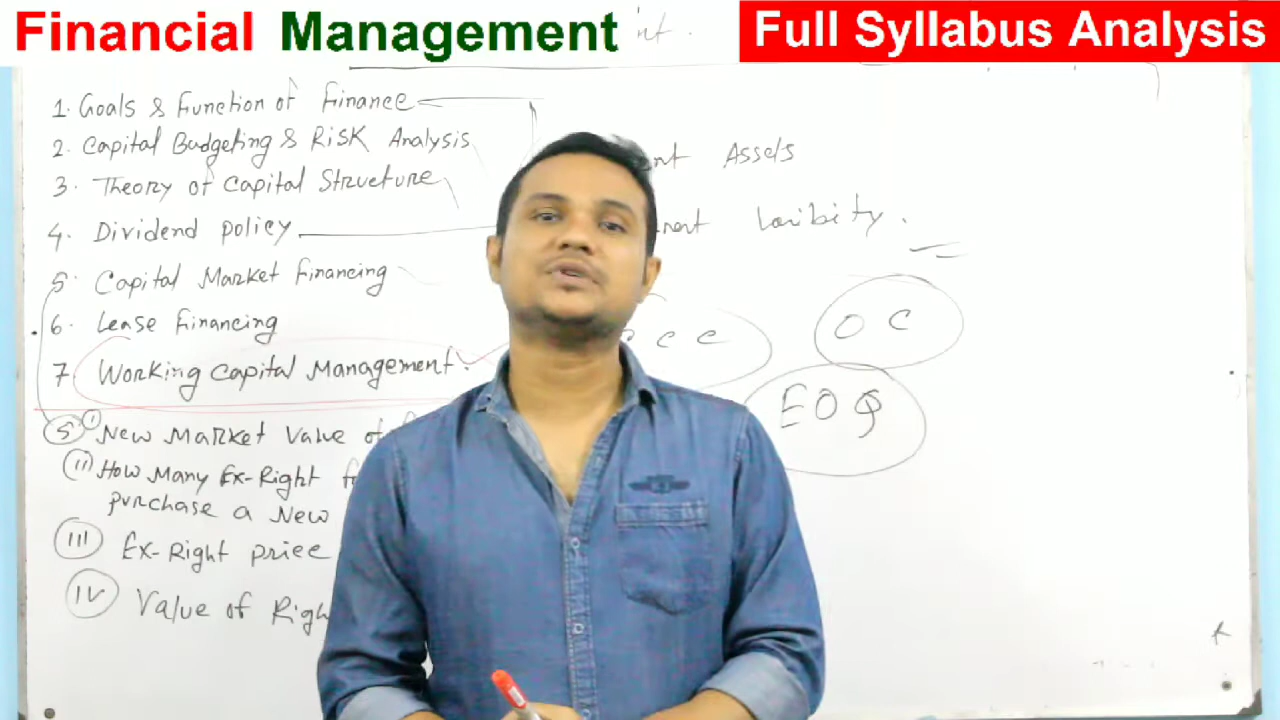 Financial Management
Full Syllabus Analysis
1. Goals & Function of Finance
2. Capital Budgeting & Risk Analysis
3. Theory of Capital Structure
4. Dividend policy
5. Capital Market Financing
6. Lease Financing
7 Working Capital Management.
5 (i) New Market Value of
(ii) How Many Ex-Right
purchase a New
(iii) Ex-Right price
(iv) Value of Righ
Assets
C C
O C
EOQ